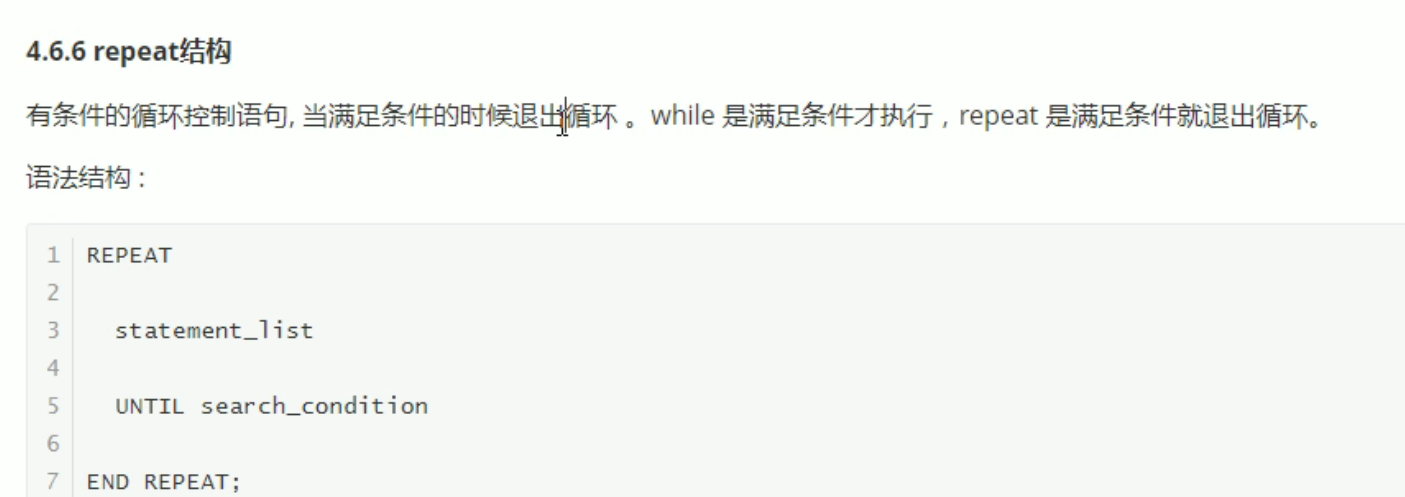 4.6.6 repeat结构
有条件的循环控制语句, 当满足条件的时候退出循环 。while 是满足条件才执行，repeat 是满足条件就退出循环。
语法结构 :
1 REPEAT
2
3 statement_list
4
5 UNTIL search_condition
6
7 END REPEAT;